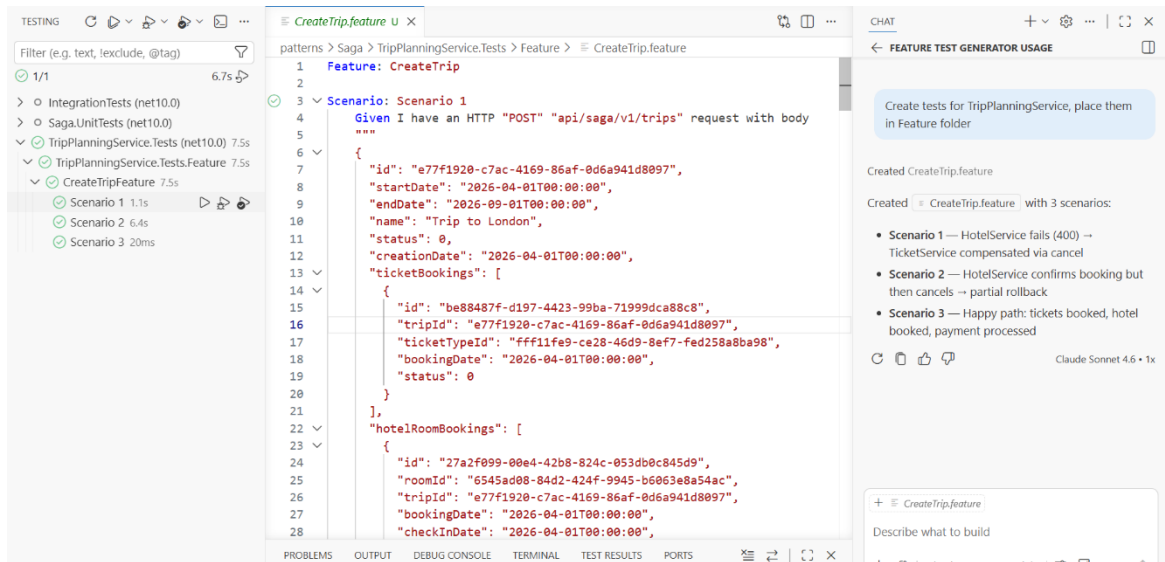 TESTING
Filter (e.g. text, !exclude, @tag)
1/1 6.7s
IntegrationTests (net10.0)
Saga.UnitTests (net10.0)
TripPlanningService.Tests (net10.0) 7.5s
TripPlanningService.Tests.Feature 7.5s
CreateTripFeature 7.5s
Scenario 1 1.1s
Scenario 2 6.4s
Scenario 3 20ms
CreateTrip.feature U
patterns > Saga > TripPlanningService.Tests > Feature > CreateTrip.feature
1 Feature: CreateTrip
2
3 Scenario: Scenario 1
4 Given I have an HTTP "POST" "api/saga/v1/trips" request with body
5 """
6 {
7 "id": "e77f1920-c7ac-4169-86af-0d6a941d8097",
8 "startDate": "2026-04-01T00:00:00",
9 "endDate": "2026-09-01T00:00:00",
10 "name": "Trip to London",
11 "status": 0,
12 "creationDate": "2026-04-01T00:00:00",
13 "ticketBookings": [
14 {
15 "id": "be88487f-d197-4423-99ba-71999dca88c8",
16 "tripId": "e77f1920-c7ac-4169-86af-0d6a941d8097",
17 "ticketTypeId": "fff11fe9-ce28-46d9-8ef7-fed258a8ba98",
18 "bookingDate": "2026-04-01T00:00:00",
19 "status": 0
20 }
21 ],
22 "hotelRoomBookings": [
23 {
24 "id": "27a2f099-00e4-42b8-824c-053db0c845d9",
25 "roomId": "6545ad08-84d2-424f-9945-b6063e8a54ac",
26 "tripId": "e77f1920-c7ac-4169-86af-0d6a941d8097",
27 "bookingDate": "2026-04-01T00:00:00",
28 "checkInDate": "2026-04-01T00:00:00",
PROBLEMS OUTPUT DEBUG CONSOLE TERMINAL TEST RESULTS PORTS
CHAT
FEATURE TEST GENERATOR USAGE
Create tests for TripPlanningService, place them
in Feature folder
Created CreateTrip.feature
Created CreateTrip.feature with 3 scenarios:
• Scenario 1 — HotelService fails (400) →
TicketService compensated via cancel
• Scenario 2 — HotelService confirms booking but
then cancels → partial rollback
• Scenario 3 — Happy path: tickets booked, hotel
booked, payment processed
Claude Sonnet 4.6 • 1x
CreateTrip.feature
Describe what to build